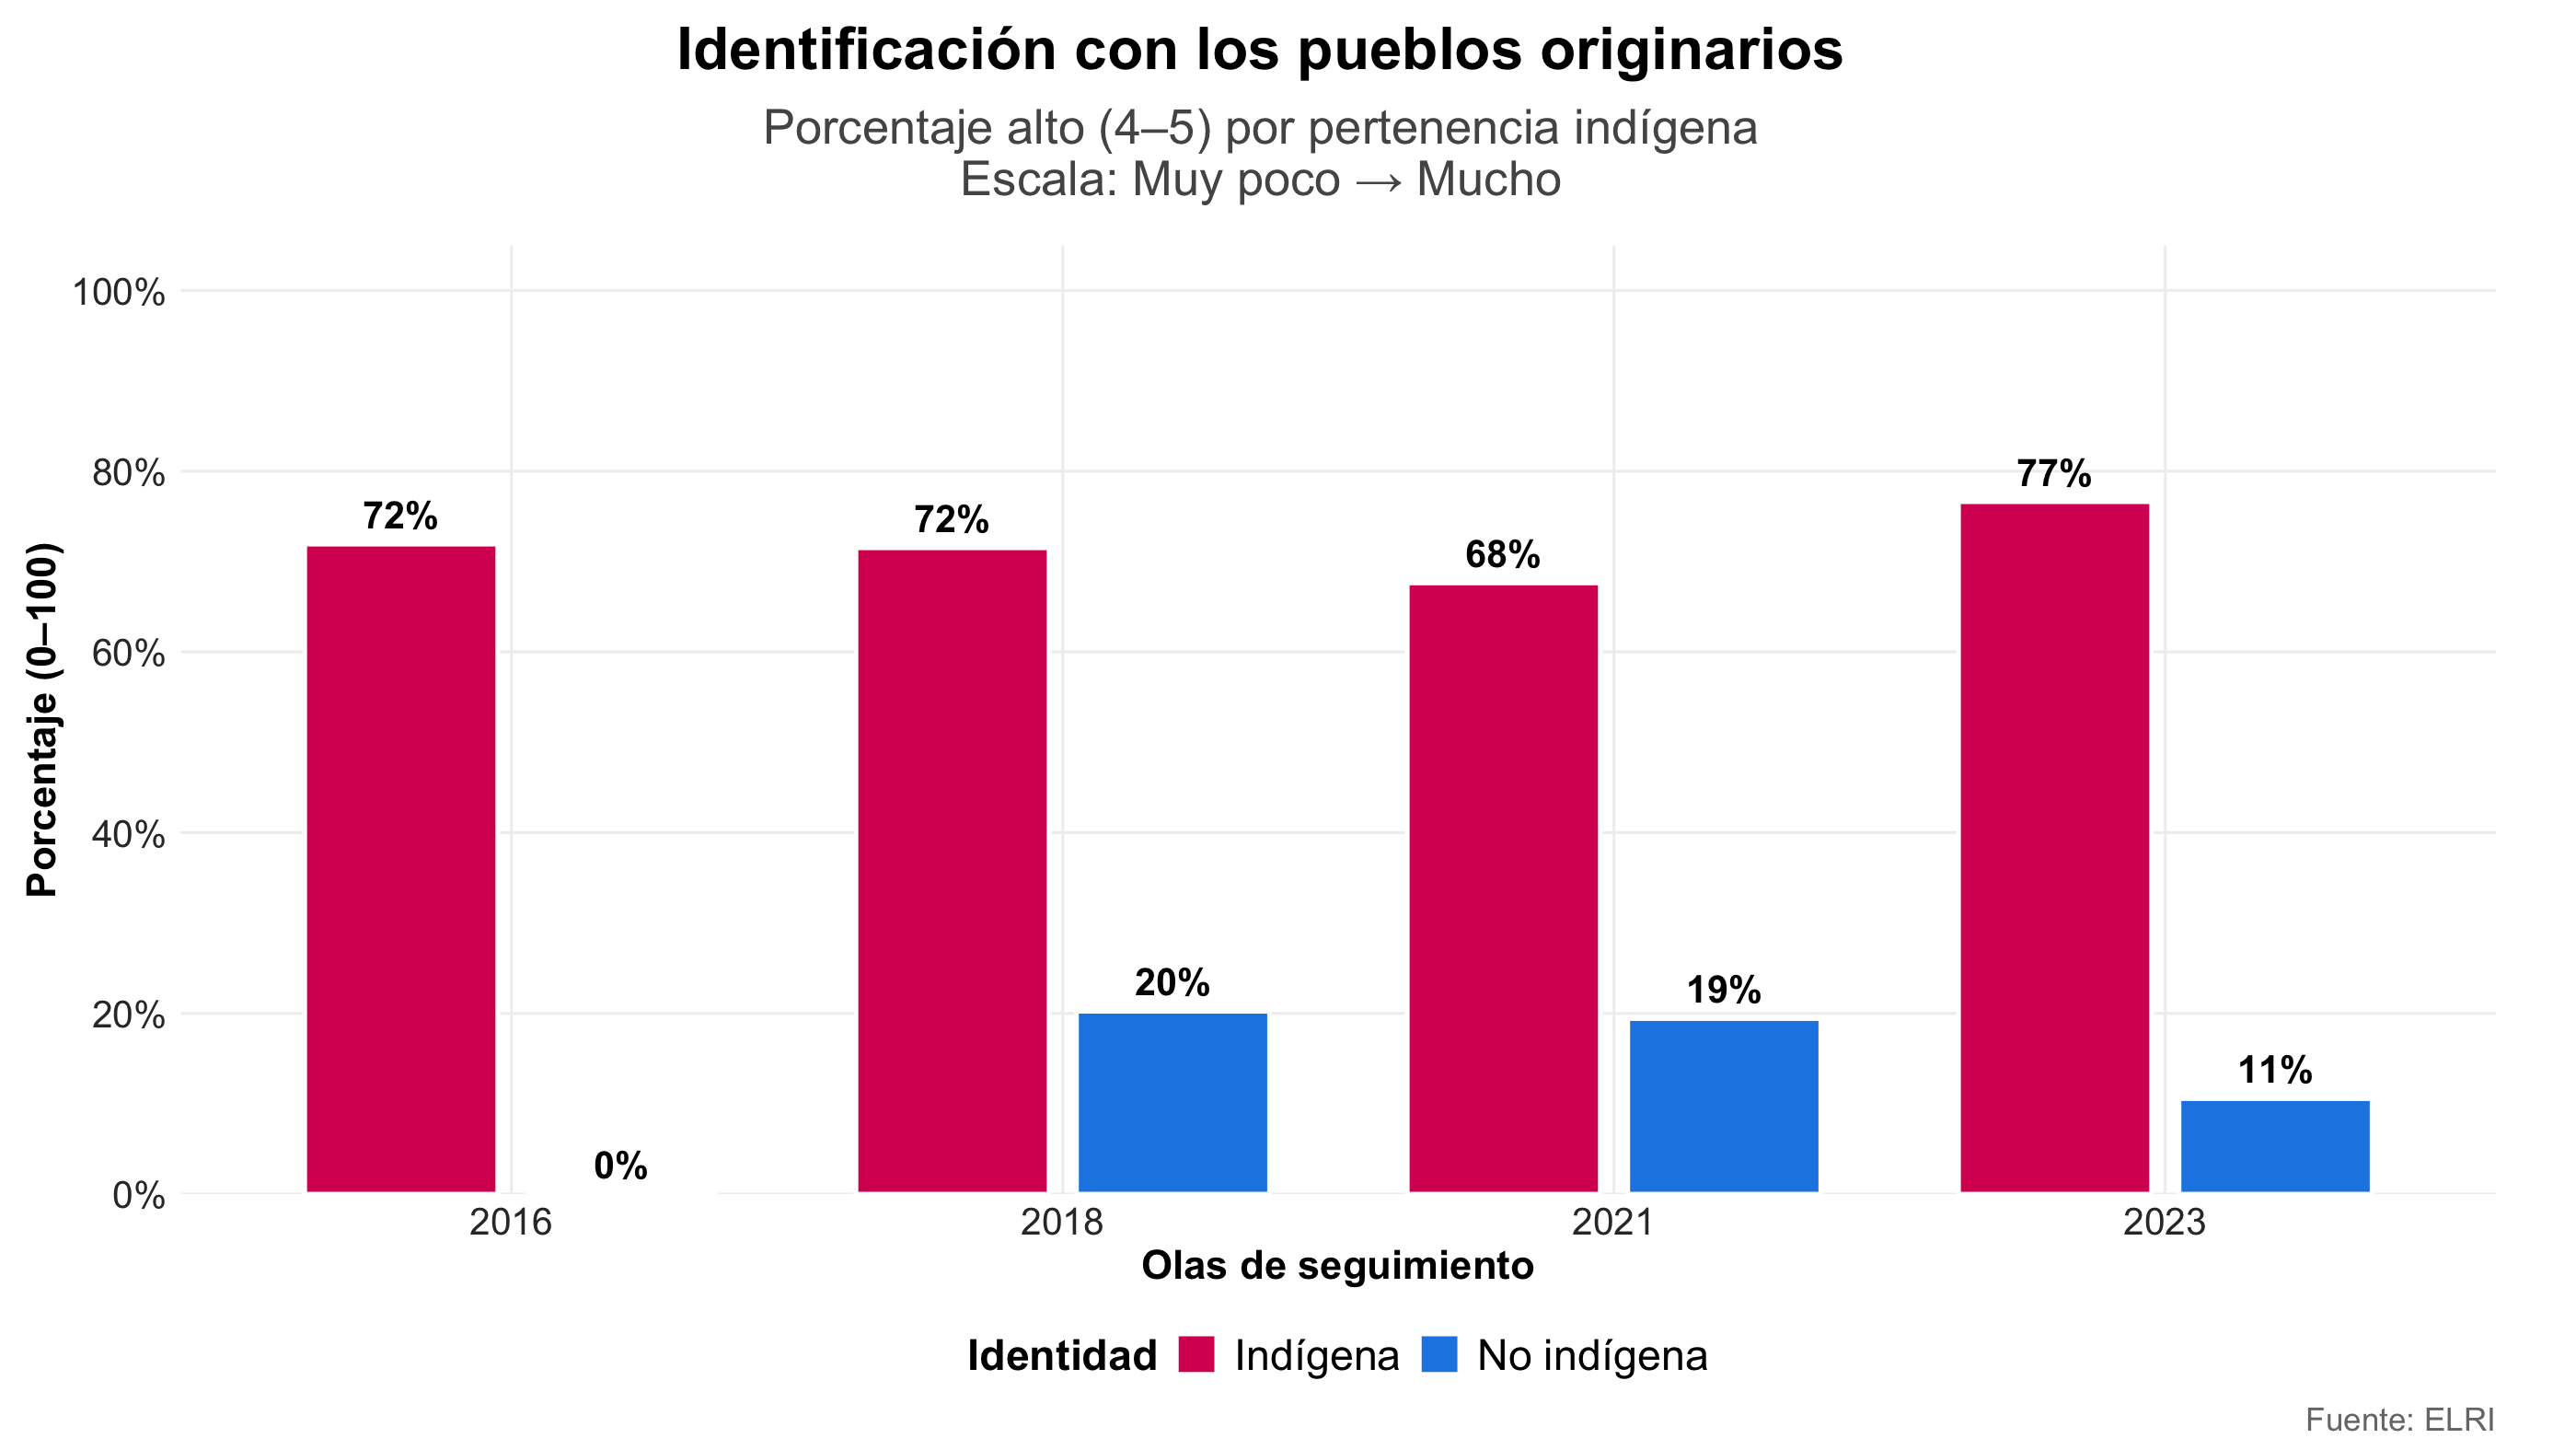 Identificación con los pueblos originarios
Porcentaje alto (4–5) por pertenencia indígena
Escala: Muy poco → Mucho
Porcentaje (0–100)
100%
80%
60%
40%
20%
0%
72%
0%
72%
20%
68%
19%
77%
11%
2016
2018
2021
2023
Olas de seguimiento
Identidad Indígena No indígena
Fuente: ELRI